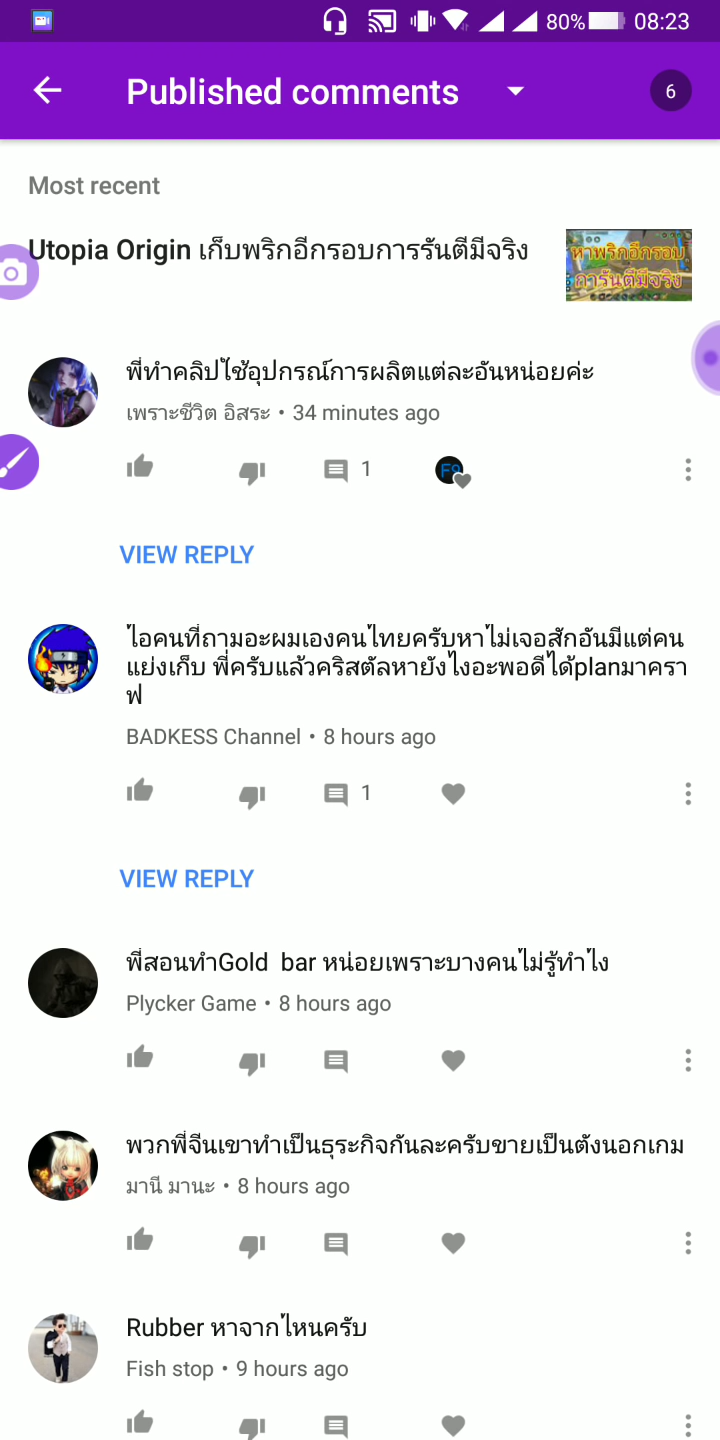 80% 08:23
Published comments 6
Most recent
Utopia Origin เก็บพริกอีกรอบการรันตีมีจริง
หาพริกอีกรอบ
การันตีมีจริง
พี่ทำคลิปใช้อุปกรณ์การผลิตแต่ละอันหน่อยค่ะ
เพราะชีวิต อิสระ • 34 minutes ago
1 F9
VIEW REPLY
ไอคนที่ถามอะผมเองคนไทยครับหาไม่เจอสักอันมีแต่คน
แย่งเก็บ พี่ครับแล้วคริสตัลหายังไงอะพอดีได้planมาครา
ฟ
BADKESS Channel • 8 hours ago
1
VIEW REPLY
พี่สอนทำGold bar หน่อยเพราะบางคนไม่รู้ทำไง
Plycker Game • 8 hours ago
พวกพี่จีนเขาทำเป็นธุระกิจกันละครับขายเป็นตังนอกเกม
มานี มานะ • 8 hours ago
Rubber หาจากไหนครับ
Fish stop • 9 hours ago